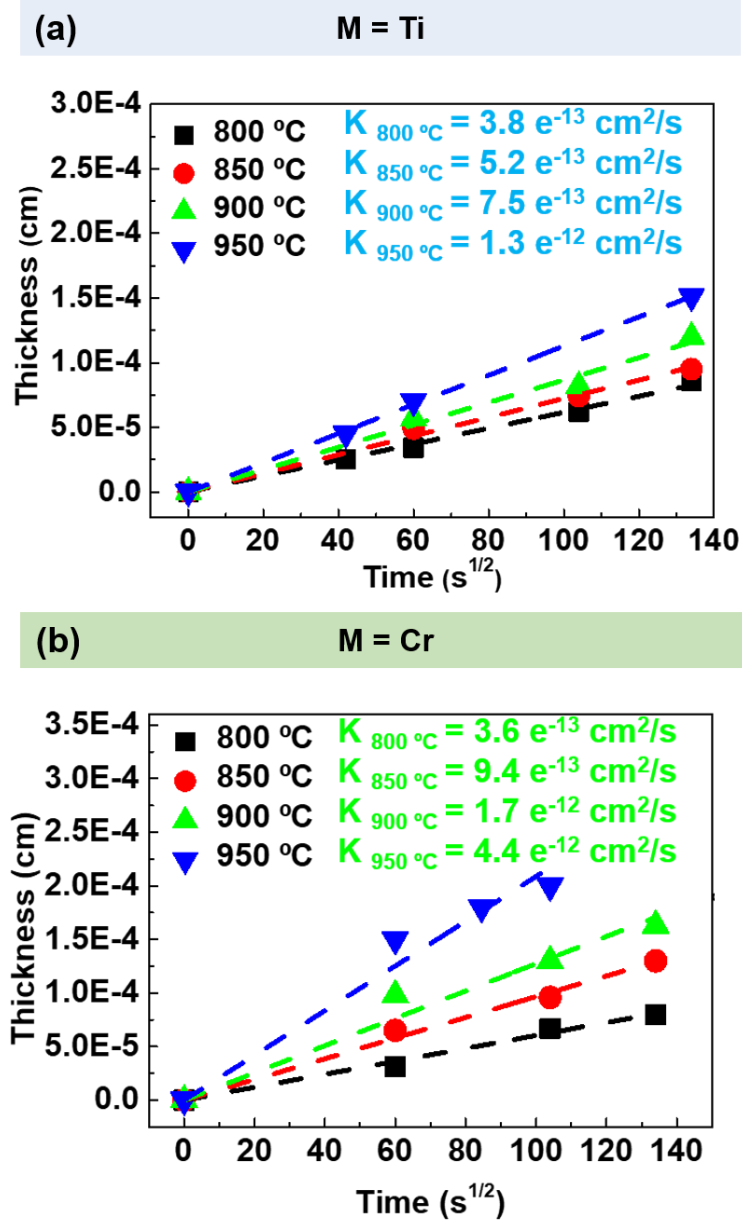 (a) M = Ti
3.0E-4
2.5E-4
2.0E-4
1.5E-4
1.0E-4
5.0E-5
0.0
Thickness (cm)
800 ºC K 800 ºC = 3.8 e-13 cm2/s
850 ºC K 850 ºC = 5.2 e-13 cm2/s
900 ºC K 900 ºC = 7.5 e-13 cm2/s
950 ºC K 950 ºC = 1.3 e-12 cm2/s
0 20 40 60 80 100 120 140
Time (s1/2)
(b) M = Cr
3.5E-4
3.0E-4
2.5E-4
2.0E-4
1.5E-4
1.0E-4
5.0E-5
0.0
Thickness (cm)
800 ºC K 800 ºC = 3.6 e-13 cm2/s
850 ºC K 850 ºC = 9.4 e-13 cm2/s
900 ºC K 900 ºC = 1.7 e-12 cm2/s
950 ºC K 950 ºC = 4.4 e-12 cm2/s
0 20 40 60 80 100 120 140
Time (s1/2)